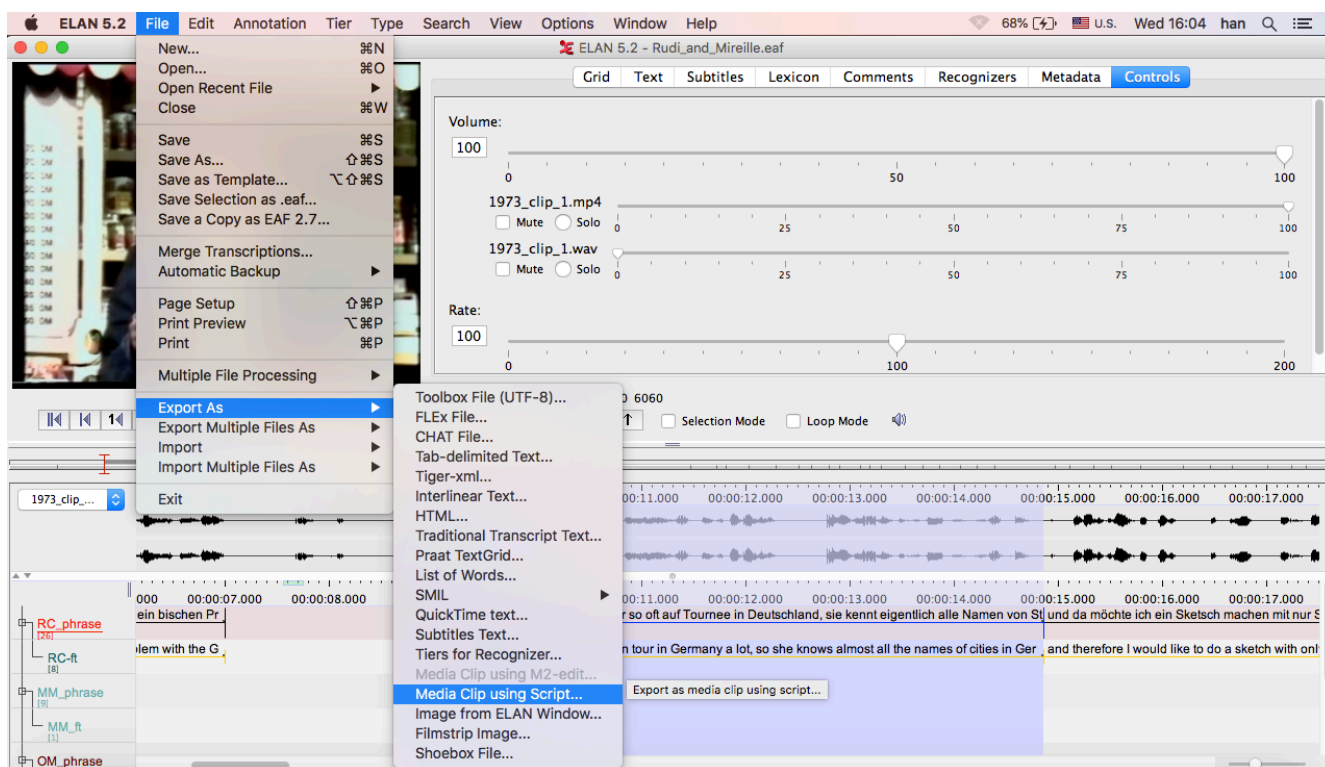 ELAN 5.2 File Edit Annotation Tier Type Search View Options Window Help 68% U.S. Wed 16:04 han
ELAN 5.2 - Rudi_and_Mireille.eaf
New... ⌘N
Open... ⌘O
Open Recent File ▶
Close ⌘W
Save ⌘S
Save As... ⇧⌘S
Save as Template... ⌥⇧⌘S
Save Selection as .eaf...
Save a Copy as EAF 2.7...
Merge Transcriptions...
Automatic Backup ▶
Page Setup ⇧⌘P
Print Preview ⌥⌘P
Print ⌘P
Multiple File Processing ▶
Export As ▶
Export Multiple Files As ▶
Import ▶
Import Multiple Files As ▶
Exit
Grid Text Subtitles Lexicon Comments Recognizers Metadata Controls
Volume:
100
0 50 100
1973_clip_1.mp4
Mute Solo 0 25 50 75 100
1973_clip_1.wav
Mute Solo 0 25 50 75 100
Rate:
100
0 100 200
6060
Selection Mode Loop Mode
Toolbox File (UTF-8)...
FLEx File...
CHAT File...
Tab-delimited Text...
Tiger-xml...
Interlinear Text...
HTML...
Traditional Transcript Text...
Praat TextGrid...
List of Words...
SMIL ▶
QuickTime text...
Subtitles Text...
Tiers for Recognizer...
Media Clip using M2-edit...
Media Clip using Script...
Image from ELAN Window...
Filmstrip Image...
Shoebox File...
Export as media clip using script...
1973_clip_...
00:11.000 00:00:12.000 00:00:13.000 00:00:14.000 00:00:15.000 00:00:16.000 00:00:17.000
000 00:00:07.000 00:00:08.000 00:11.000 00:00:12.000 00:00:13.000 00:00:14.000 00:00:15.000 00:00:16.000 00:00:17.000
RC_phrase ein bischen Pr r so oft auf Tournee in Deutschland, sie kennt eigentlich alle Namen von St und da möchte ich ein Sketsch machen mit nur S
[26]
RC-ft lem with the G n tour in Germany a lot, so she knows almost all the names of cities in Ger and therefore I would like to do a sketch with onl
[8]
MM_phrase
[9]
MM_ft
[1]
OM_phrase